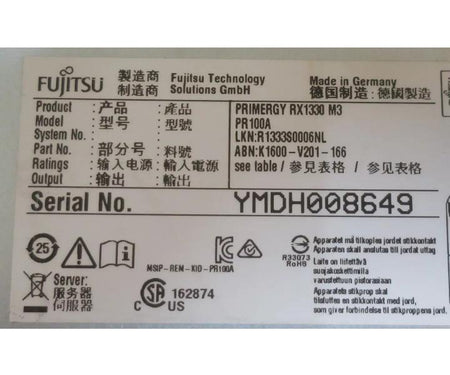 FUJITSU 製造商 制造商 Fujitsu Technology Solutions GmbH Made in Germany 德国制造: 德國製造
Product : 产品 : 產品 PRIMERGY RX1330 M3
Model : 型号 : 型號 PR100A
System No. : LKN:R1333S0006NL
Part No. : 部分号 : 料號 ABN:K1600-V201-166
Ratings : 输入电源 : 輸入電源 see table / 參見表格 / 参见表格
Output : 输出 : 輸出
Serial No. YMDH008649
25
MSIP-REM-KID-PR100A
R33073
RoHS
Apparatet må tilkoples jordet stikkontakt
Apparaten skall anslutas till jordat uttag
Laite on liitettävä
suojakoskettimilla
varustettuun pistorasiaan
Stikproppen skal
tilsluttes en stikkontakt med jord,
som giver forbindelse til stikproppens jord.
Server:
服务器
伺服器
C US 162874